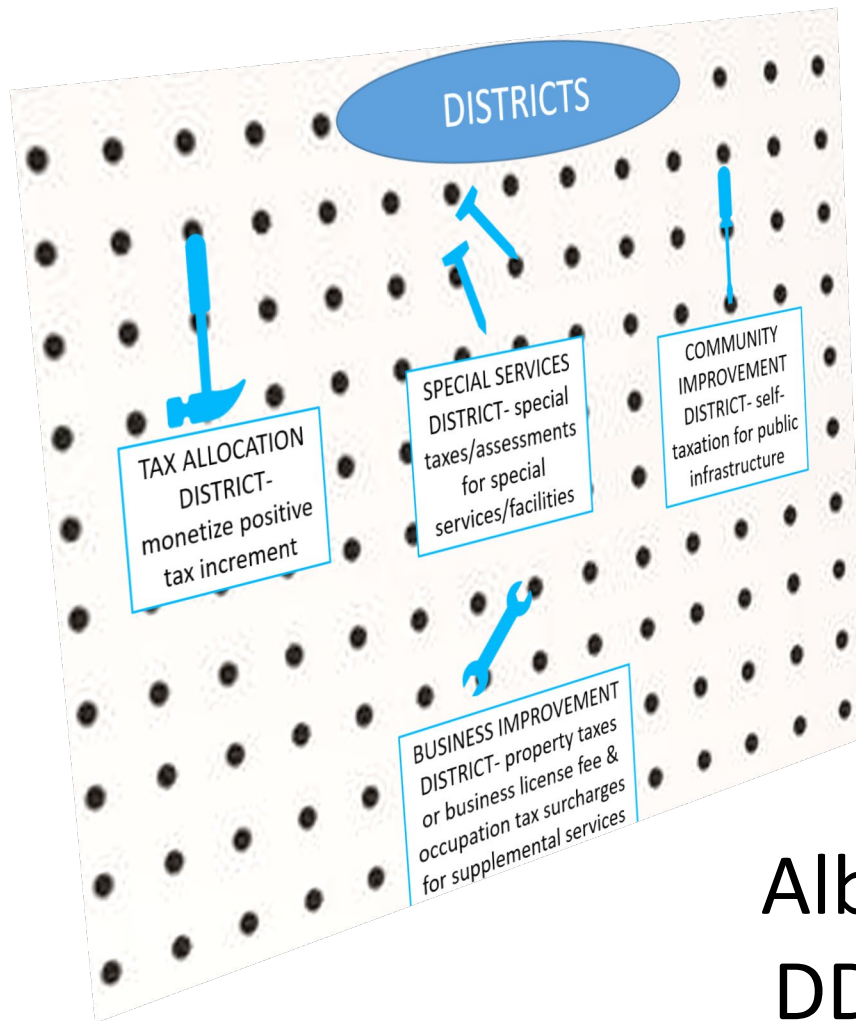 DISTRICTS
TAX ALLOCATION
DISTRICT-
monetize positive
tax increment
SPECIAL SERVICES
DISTRICT- special
taxes/assessments
for special
services/facilities
COMMUNITY
IMPROVEMENT
DISTRICT- self-
taxation for public
infrastructure
BUSINESS IMPROVEMENT
DISTRICT- property taxes
or business license fee &
occupation tax surcharges
for supplemental services
Alb
DD